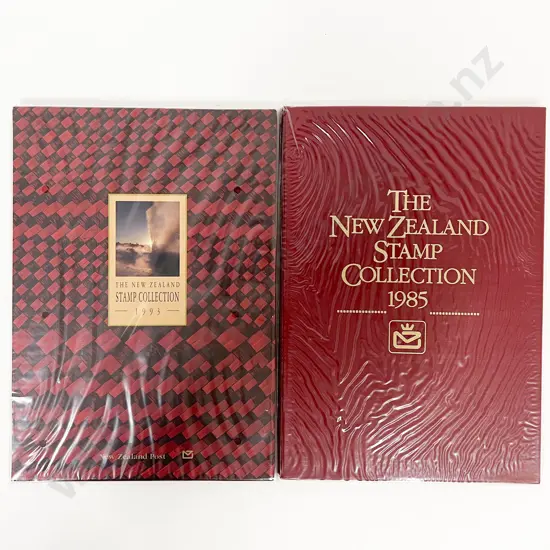 THE NEW ZEALAND
STAMP COLLECTION
1993
New Zealand Post
THE
NEW ZEALAND
STAMP
COLLECTION
1985